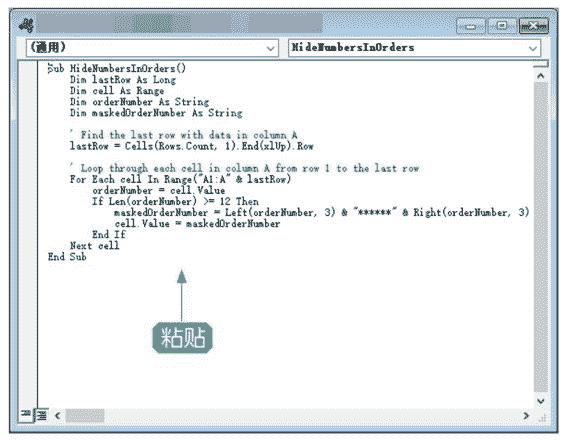 (通用)
HideNumbersInOrders
Sub HideNumbersInOrders()
Dim lastRow As Long
Dim cell As Range
Dim orderNumber As String
Dim maskedOrderNumber As String
' Find the last row with data in column A
lastRow = Cells(Rows.Count, 1).End(xlUp).Row
' Loop through each cell in column A from row 1 to the last row
For Each cell In Range("A1:A" & lastRow)
orderNumber = cell.Value
If Len(orderNumber) >= 12 Then
maskedOrderNumber = Left(orderNumber, 3) & "******" & Right(orderNumber, 3)
cell.Value = maskedOrderNumber
End If
Next cell
End Sub
粘贴